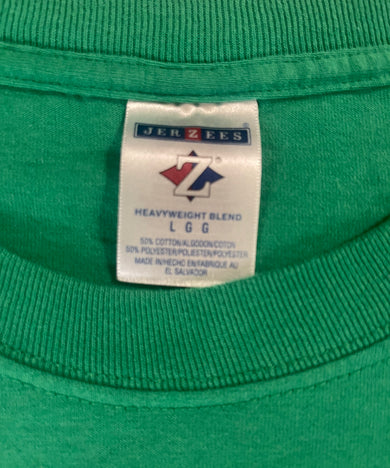 JERZEES®
Z®
HEAVYWEIGHT BLEND
L G G
50% COTTON/ALGODON/COTON
50% POLYESTER/POLIESTER/POLYESTER
MADE IN/HECHO EN/FABRIQUE AU
EL SALVADOR